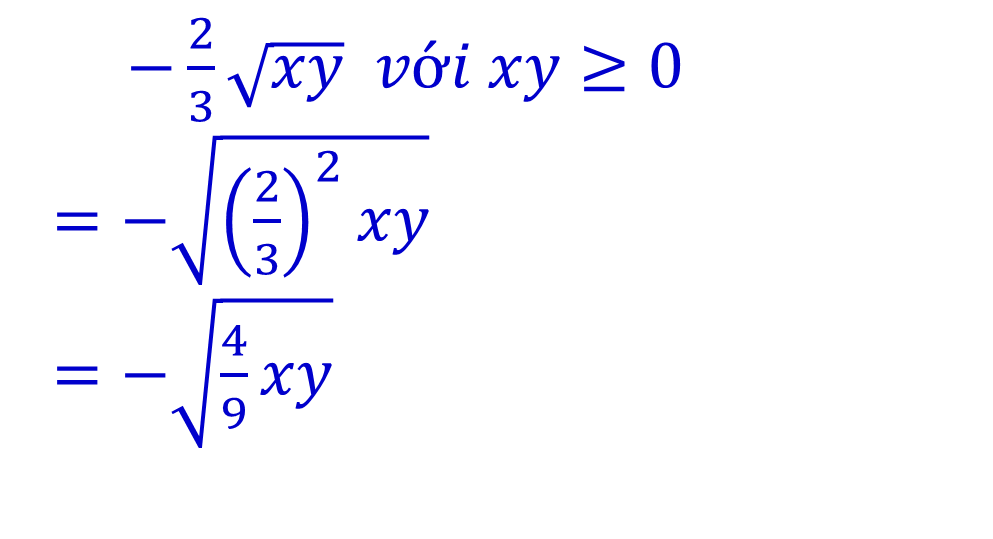 − 2/3 √xy với xy ≥ 0
= − √(2/3)² xy
= − √4/9 xy